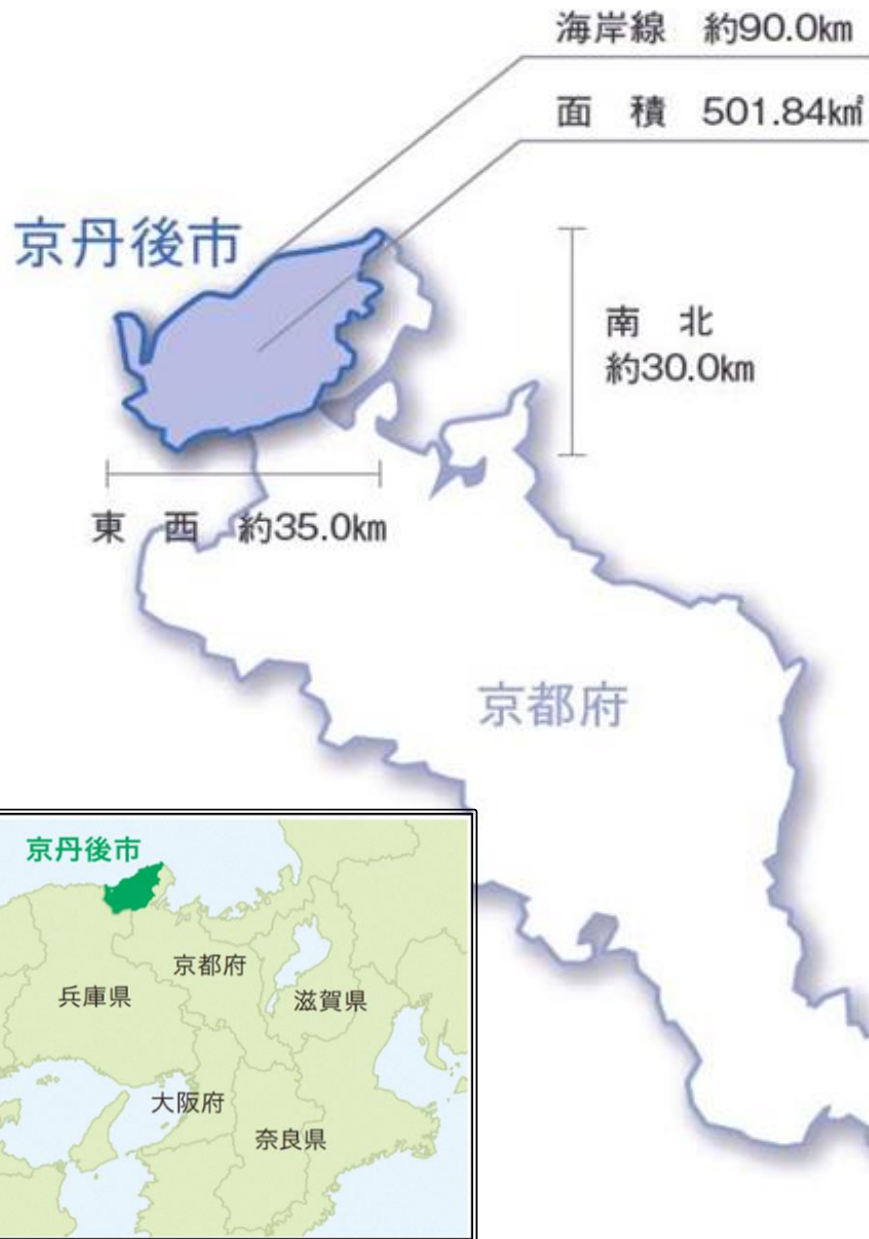 海岸線 約90.0㎞
面 積 501.84㎢
京丹後市
南 北
約30.0㎞
東 西 約35.0㎞
京都府
京丹後市
京都府
兵庫県
滋賀県
大阪府
奈良県